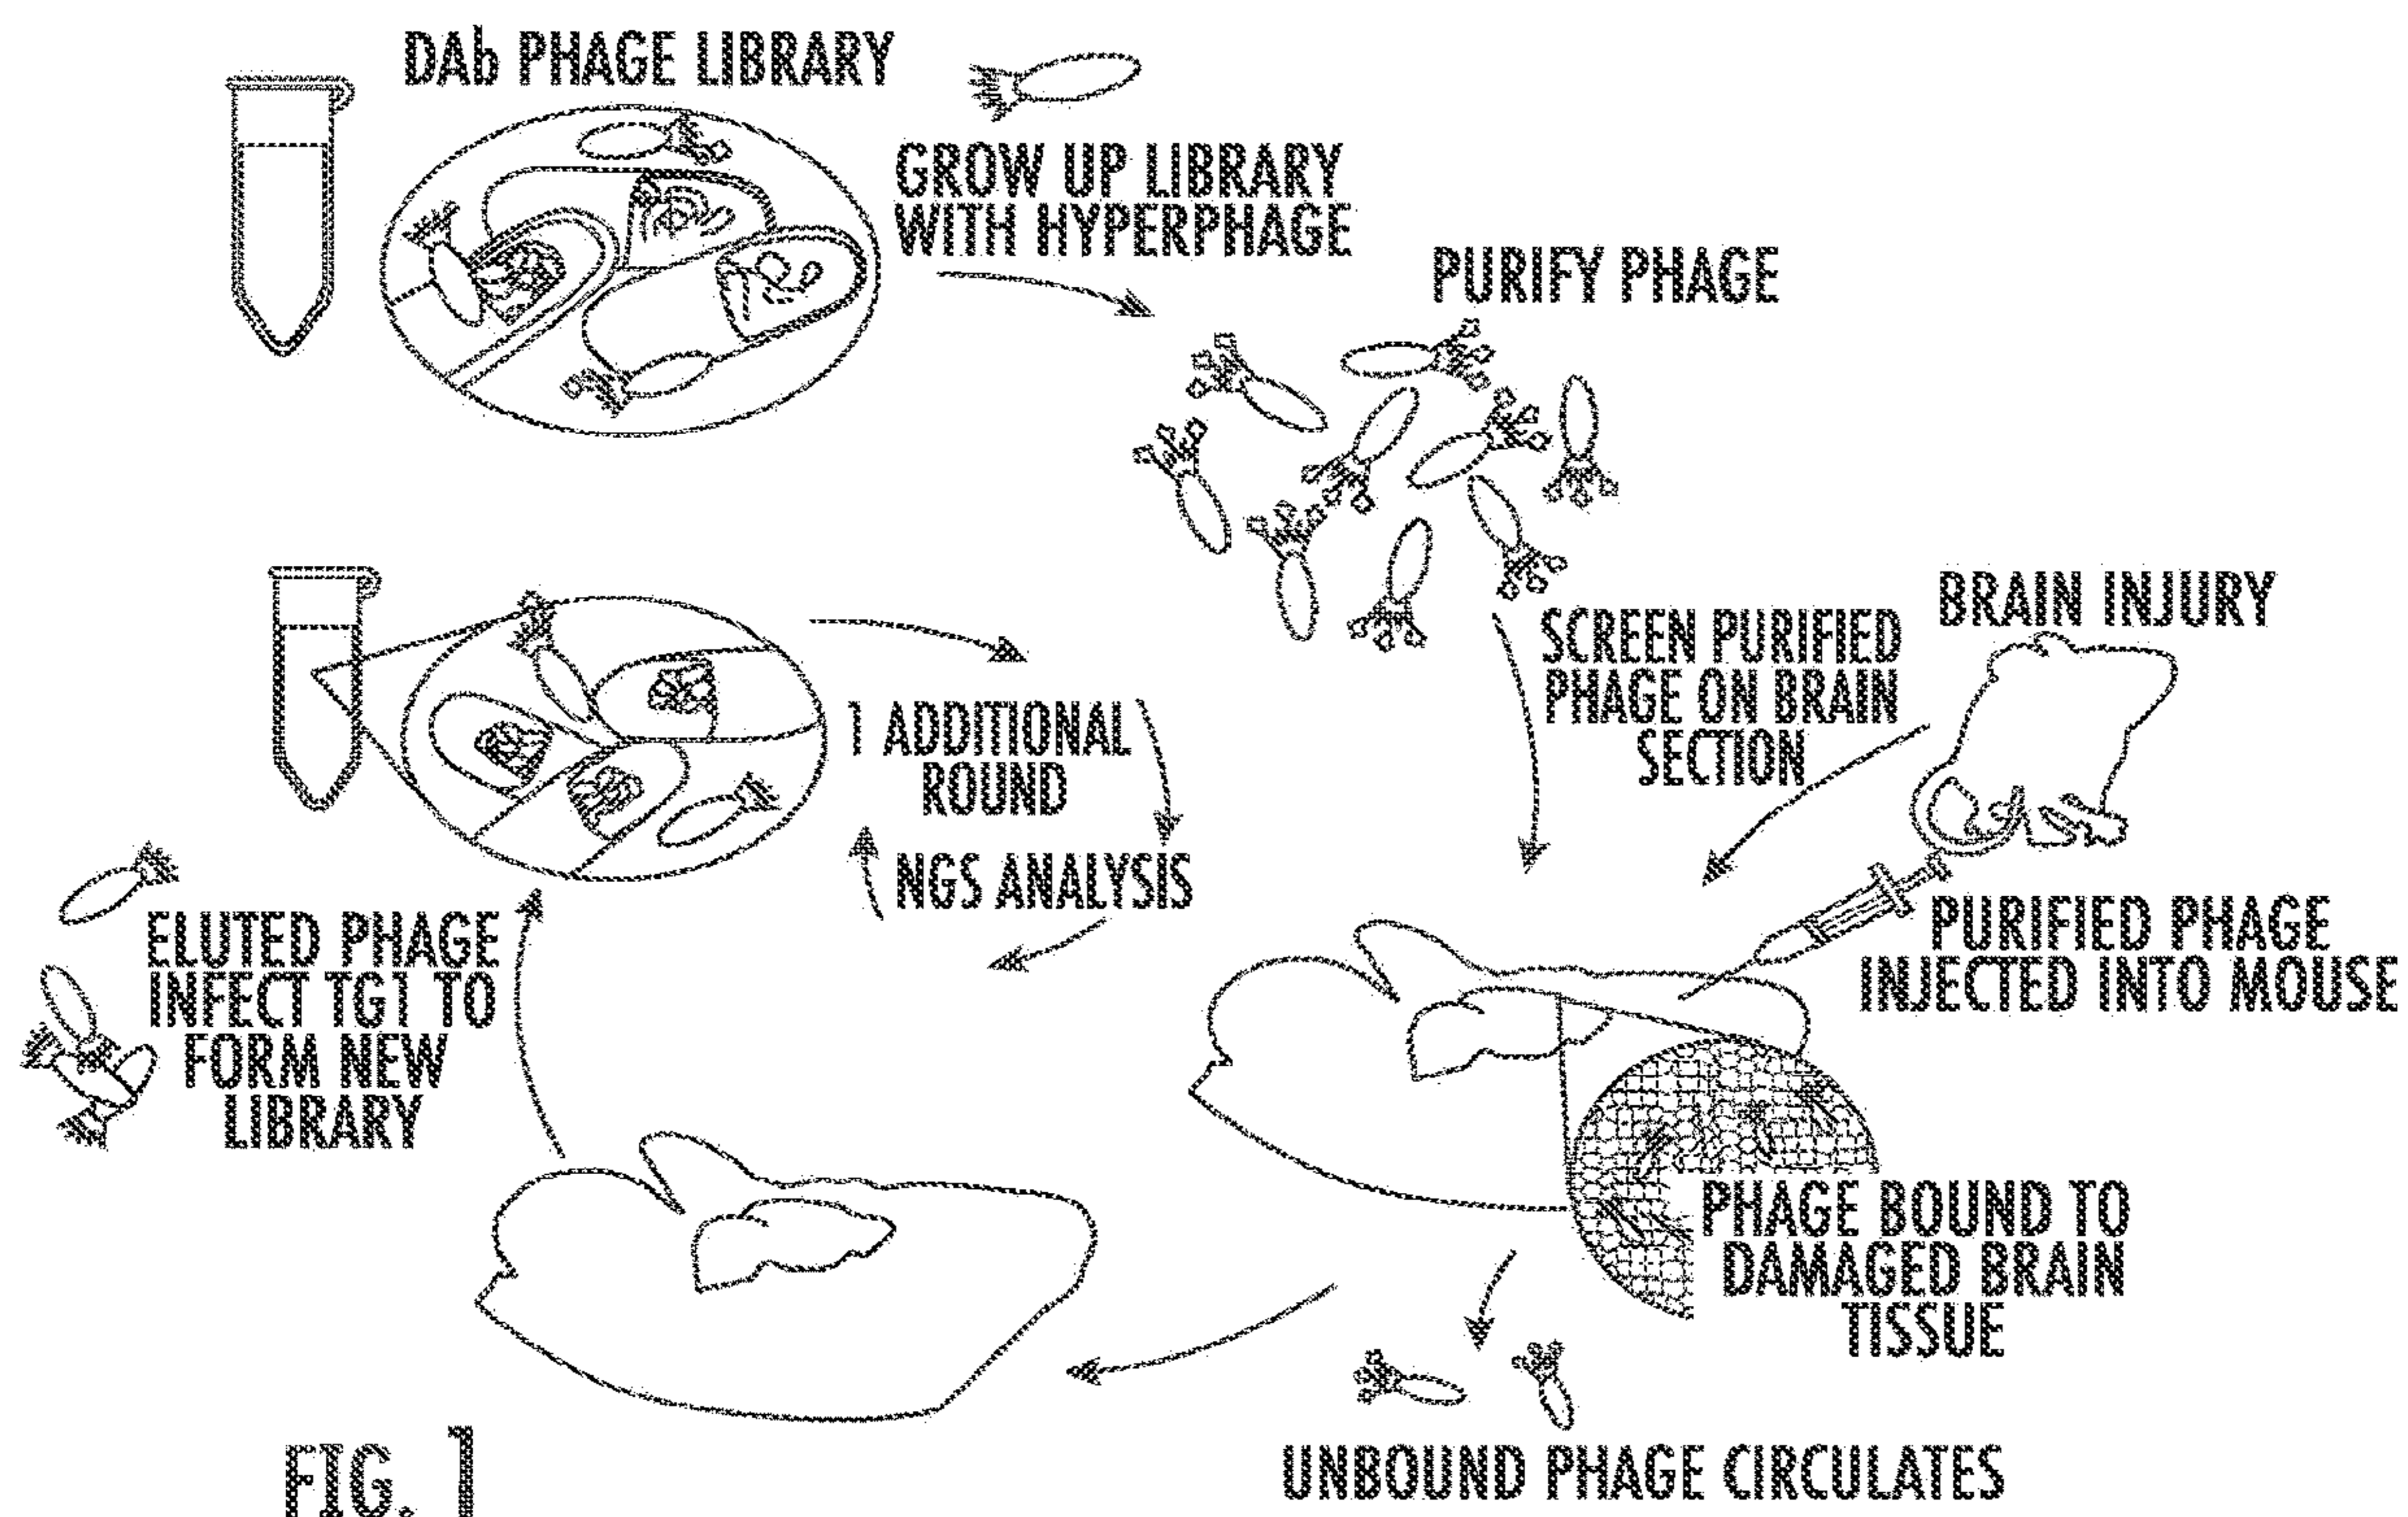 DAb PHAGE LIBRARY
GROW UP LIBRARY
WITH HYPERPHAGE
PURIFY PHAGE
SCREEN PURIFIED
PHAGE ON BRAIN
SECTION
BRAIN INJURY
1 ADDITIONAL
ROUND
NGS ANALYSIS
PURIFIED PHAGE
INJECTED INTO MOUSE
ELUTED PHAGE
INFECT TG1 TO
FORM NEW
LIBRARY
PHAGE BOUND TO
DAMAGED BRAIN
TISSUE
UNBOUND PHAGE CIRCULATES
FIG. 1